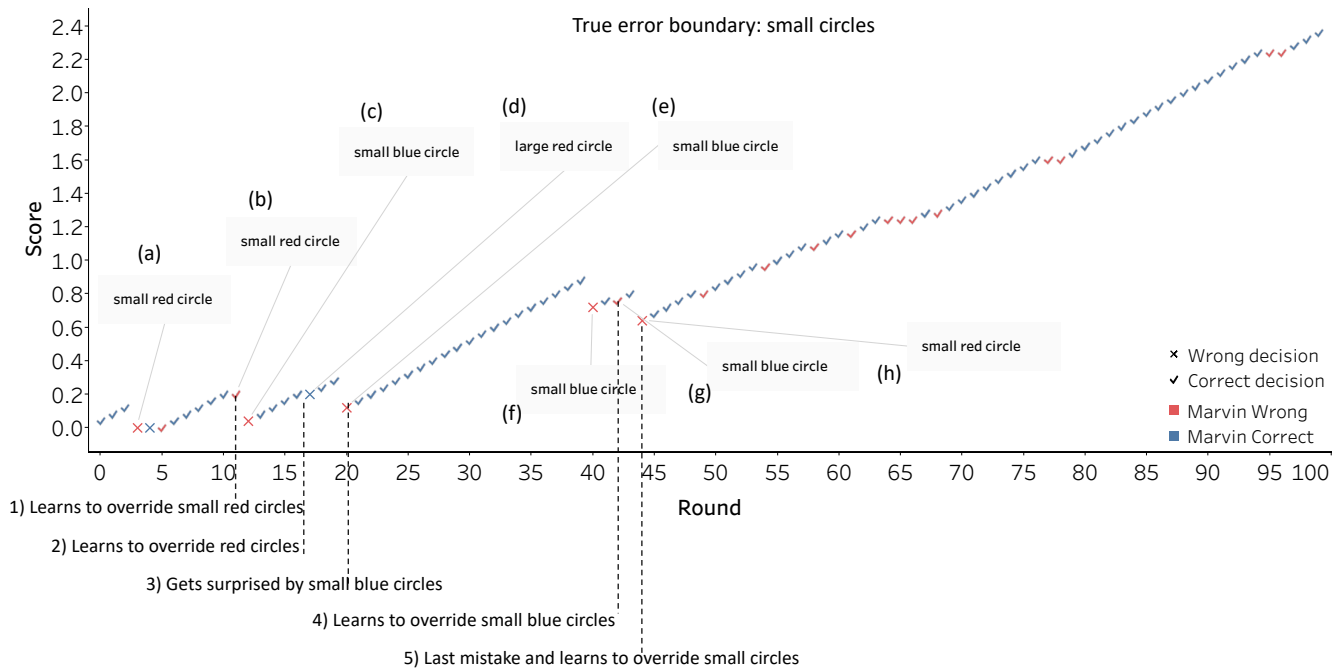 True error boundary: small circles
2.4
2.2
2.0
1.8
1.6
1.4
1.2
1.0
0.8
0.6
0.4
0.2
0.0
Score
(a)
small red circle
(b)
small red circle
(c)
small blue circle
(d)
large red circle
(e)
small blue circle
(f)
small blue circle
(g)
small blue circle
(h)
small red circle
Wrong decision
Correct decision
Marvin Wrong
Marvin Correct
0 5 10 15 20 25 30 35 40 45 50 55 60 65 70 75 80 85 90 95 100
Round
1) Learns to override small red circles
2) Learns to override red circles
3) Gets surprised by small blue circles
4) Learns to override small blue circles
5) Last mistake and learns to override small circles